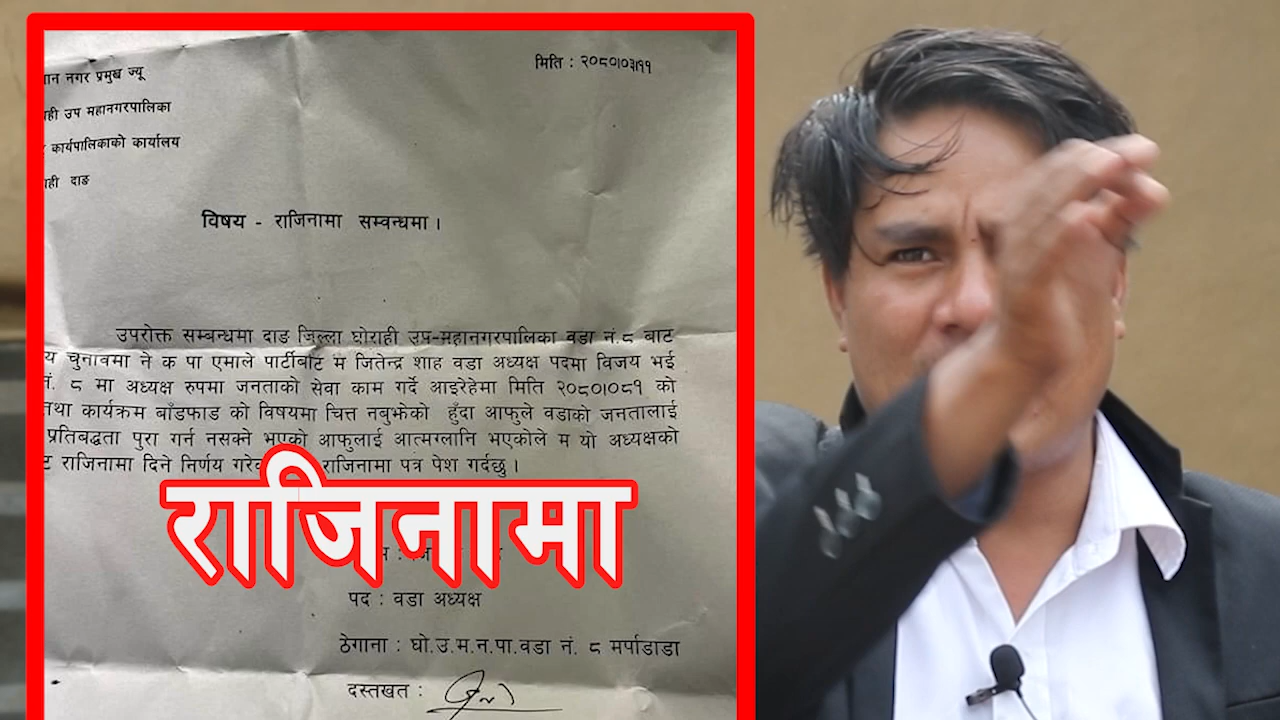 मिति : २०८०।०३।११
नगर प्रमुख ज्यू
उप महानगरपालिका
कार्यपालिकाको कार्यालय
दाङ
विषय - राजिनामा सम्वन्धमा ।
उपरोक्त सम्बन्धमा दाङ जिल्ला घोराही उप-महानगरपालिका वडा नं.८ बाट
चुनावमा ने क पा एमाले पार्टीबाट म जितेन्द्र शाह वडा अध्यक्ष पदमा विजय भई
८ मा अध्यक्ष रुपमा जनताको सेवा काम गर्दै आइरेहेमा मिति २०८०।०८१ को
तथा कार्यक्रम बाँडफाड को विषयमा चित्त नबुझेको हुँदा आफुले वडाको जनतालाई
प्रतिबद्धता पुरा गर्न नसक्ने भएको आफुलाई आत्मग्लानि भएकोले म यो अध्यक्षको
राजिनामा दिने निर्णय राजिनामा पत्र पेश गर्दछु ।
राजिनामा
पद : वडा अध्यक्ष
ठेगाना : घो.उ.म.न.पा.वडा नं. ८ मर्पाडाडा
दस्तखत :